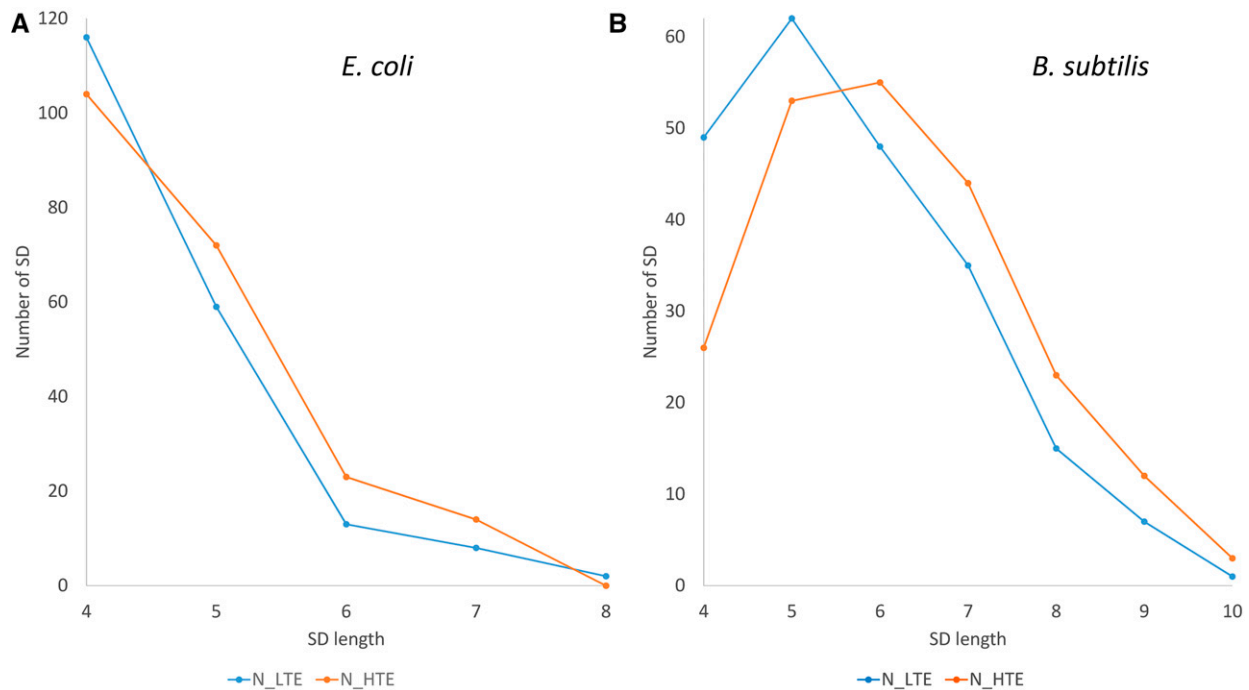 A
E. coli
120
100
80
60
40
20
0
Number of SD
4 5 6 7 8
SD length
N_LTE N_HTE
B
B. subtilis
60
50
40
30
20
10
0
Number of SD
4 5 6 7 8 9 10
SD length
N_LTE N_HTE